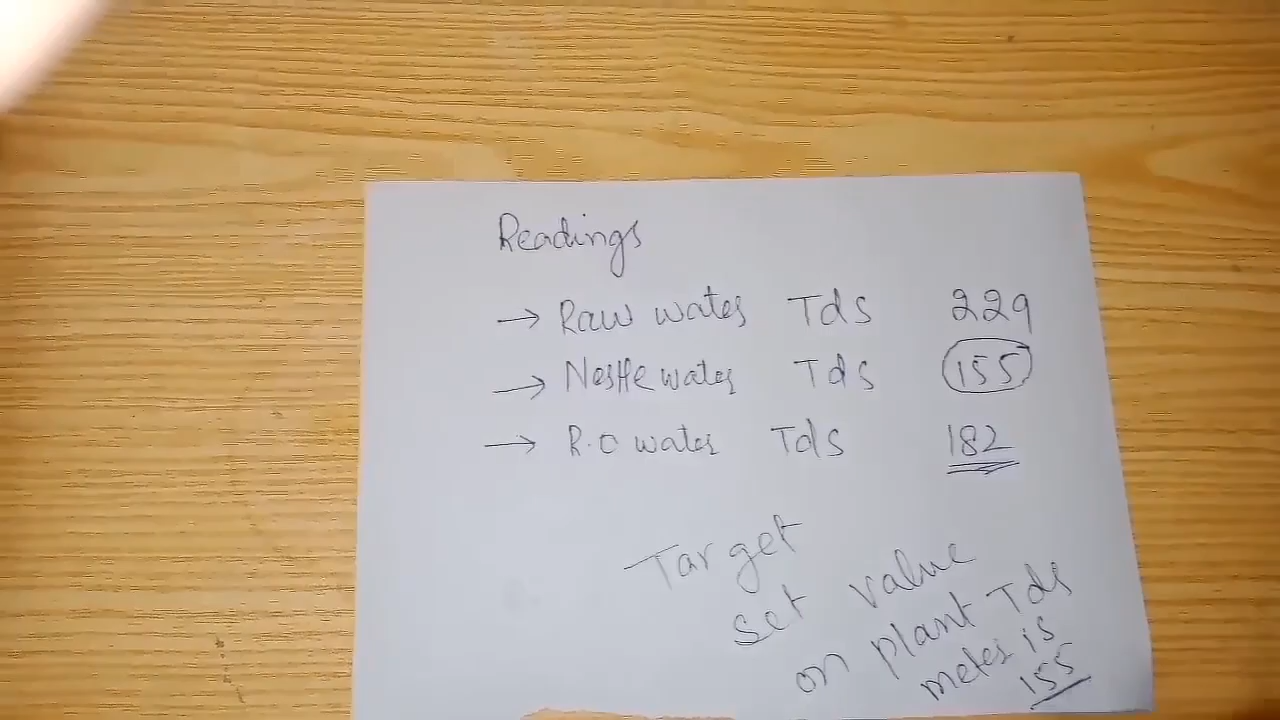 Readings
→ Raw water Tds 229
→ Nestle water Tds 155
→ R.O water Tds 182
Target
set value
on plant Tds
meter is
155